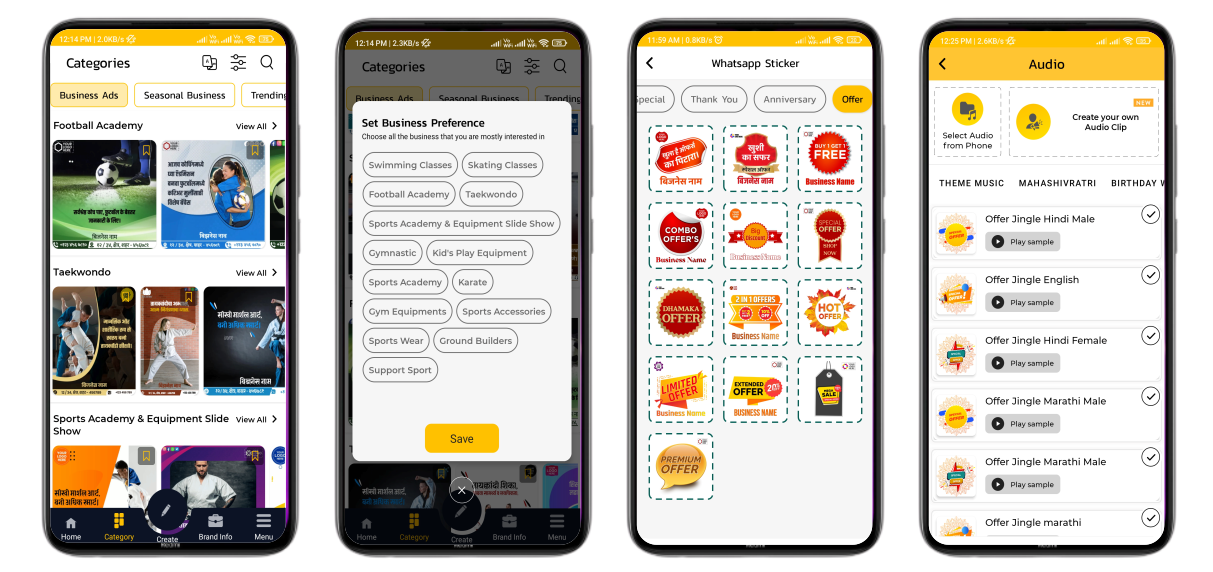 12:14 PM | 2.0KB/s
Categories
Business Ads
Seasonal Business
Trending
Football Academy
View All >
सर्वश्रेष्ठ कोच पाए, फुटबॉल के बेहतर
जानकारी के लिए।
बिजनेस नाम
Taekwondo
View All >
सोस्वी मार्शल आर्ट,
बनो अधिक स्मार्ट।
बिजनेस नाम
Sports Academy & Equipment Slide Show
View All >
Home
Category
Create
Brand Info
Menu
12:14 PM | 2.3KB/s
Categories
Business Ads
Seasonal Business
Trending
Set Business Preference
Choose all the business that you are mostly interested in
Swimming Classes
Skating Classes
Football Academy
Taekwondo
Sports Academy & Equipment Slide Show
Gymnastic
Kid's Play Equipment
Sports Academy
Karate
Gym Equipments
Sports Accessories
Sports Wear
Ground Builders
Support Sport
Save
Home
Category
Create
Brand Info
Menu
11:59 AM | 0.8KB/s
Whatsapp Sticker
Special
Thank You
Anniversary
Offer
खुला है ऑफर्स
का पिटारा!
बिजनेस नाम
खुशी
का सफर
स्पेशल ऑफर
बिजनेस नाम
BUY 1 GET 1
FREE
Business Name
COMBO
OFFER'S
Business Name
Big
Discount
Business Name
SPECIAL
OFFER
SHOP
NOW
DHAMAKA
OFFER
2 IN 1 OFFERS
Business Name
HOT
OFFER
LIMITED
OFFER
Business Name
EXTENDED
OFFER
BUSINESS NAME
MEGA
SALE
PREMIUM
OFFER
12:25 PM | 2.6KB/s
Audio
Select Audio
from Phone
NEW
Create your own
Audio Clip
THEME MUSIC
MAHASHIVRATRI
BIRTHDAY
Offer Jingle Hindi Male
Play sample
Offer Jingle English
Play sample
Offer Jingle Hindi Female
Play sample
Offer Jingle Marathi Male
Play sample
Offer Jingle Marathi Male
Play sample
Offer Jingle marathi